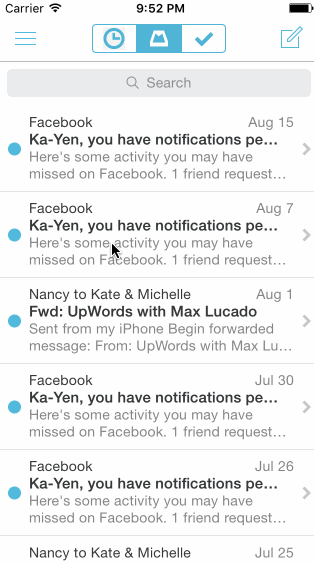 Carrier 9:52 PM
Search
Facebook Aug 15
Ka-Yen, you have notifications pe...
Here's some activity you may have
missed on Facebook. 1 friend request...
Facebook Aug 7
Ka-Yen, you have notifications pe...
Here's some activity you may have
missed on Facebook. 1 friend request...
Nancy to Kate & Michelle Aug 1
Fwd: UpWords with Max Lucado
Sent from my iPhone Begin forwarded
message: From: UpWords with Max Lu...
Facebook Jul 30
Ka-Yen, you have notifications pe...
Here's some activity you may have
missed on Facebook. 1 friend request...
Facebook Jul 26
Ka-Yen, you have notifications pe...
Here's some activity you may have
missed on Facebook. 1 friend request...
Nancy to Kate & Michelle Jul 25